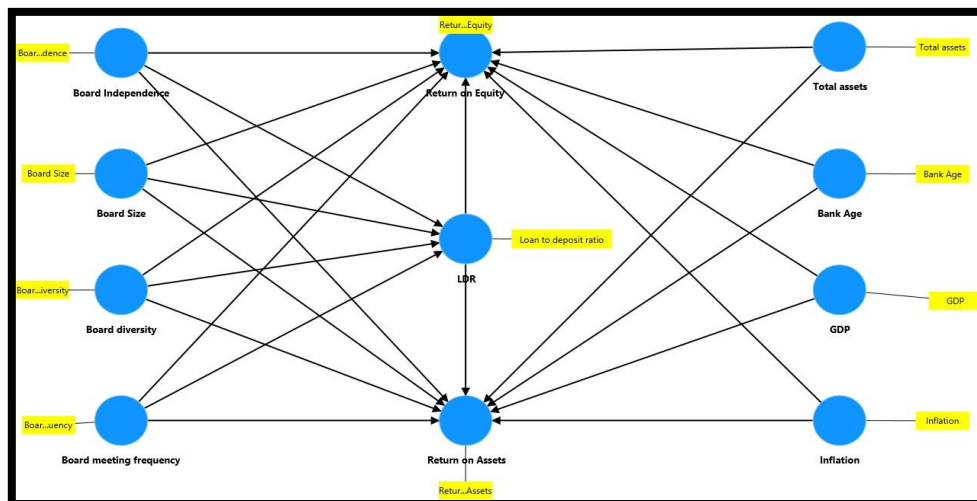 Retur...Equity
Boar...dence
Total assets
Board Independence
Return on Equity
Total assets
Board Size
Bank Age
Board Size
Bank Age
Loan to deposit ratio
LDR
Boar...iversity
GDP
Board diversity
GDP
Boar...uency
Inflation
Board meeting frequency
Return on Assets
Inflation
Retur...Assets